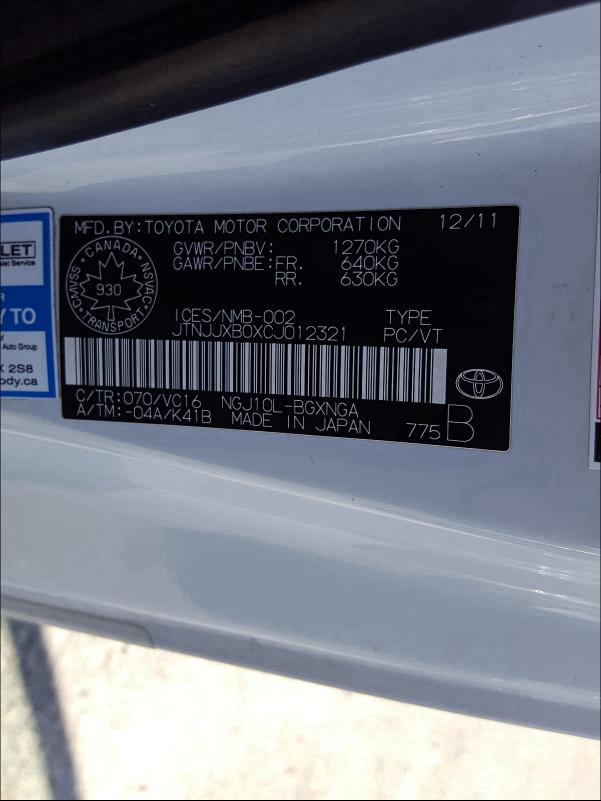 MFD.BY:TOYOTA MOTOR CORPORATION 12/11
GVWR/PNBV: 1270KG
GAWR/PNBE: FR. 640KG
RR. 630KG
CANADA
CMVSS NSVAC
930
TRANSPORT
ICES/NMB-002 TYPE
JTNJJXB0XCJ012321 PC/VT
C/TR:070/VC16 NGJ10L-BGXNGA
A/TM:-04A/K41B MADE IN JAPAN 775 B
LET
Service
Y TO
Auto Group
X 2S8
ody.ca